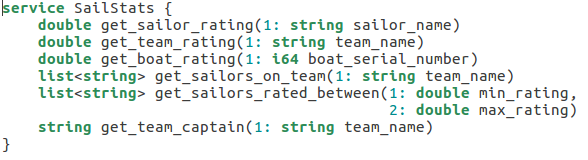 service SailStats {
    double get_sailor_rating(1: string sailor_name)
    double get_team_rating(1: string team_name)
    double get_boat_rating(1: i64 boat_serial_number)
    list<string> get_sailors_on_team(1: string team_name)
    list<string> get_sailors_rated_between(1: double min_rating,
                                           2: double max_rating)
    string get_team_captain(1: string team_name)
}